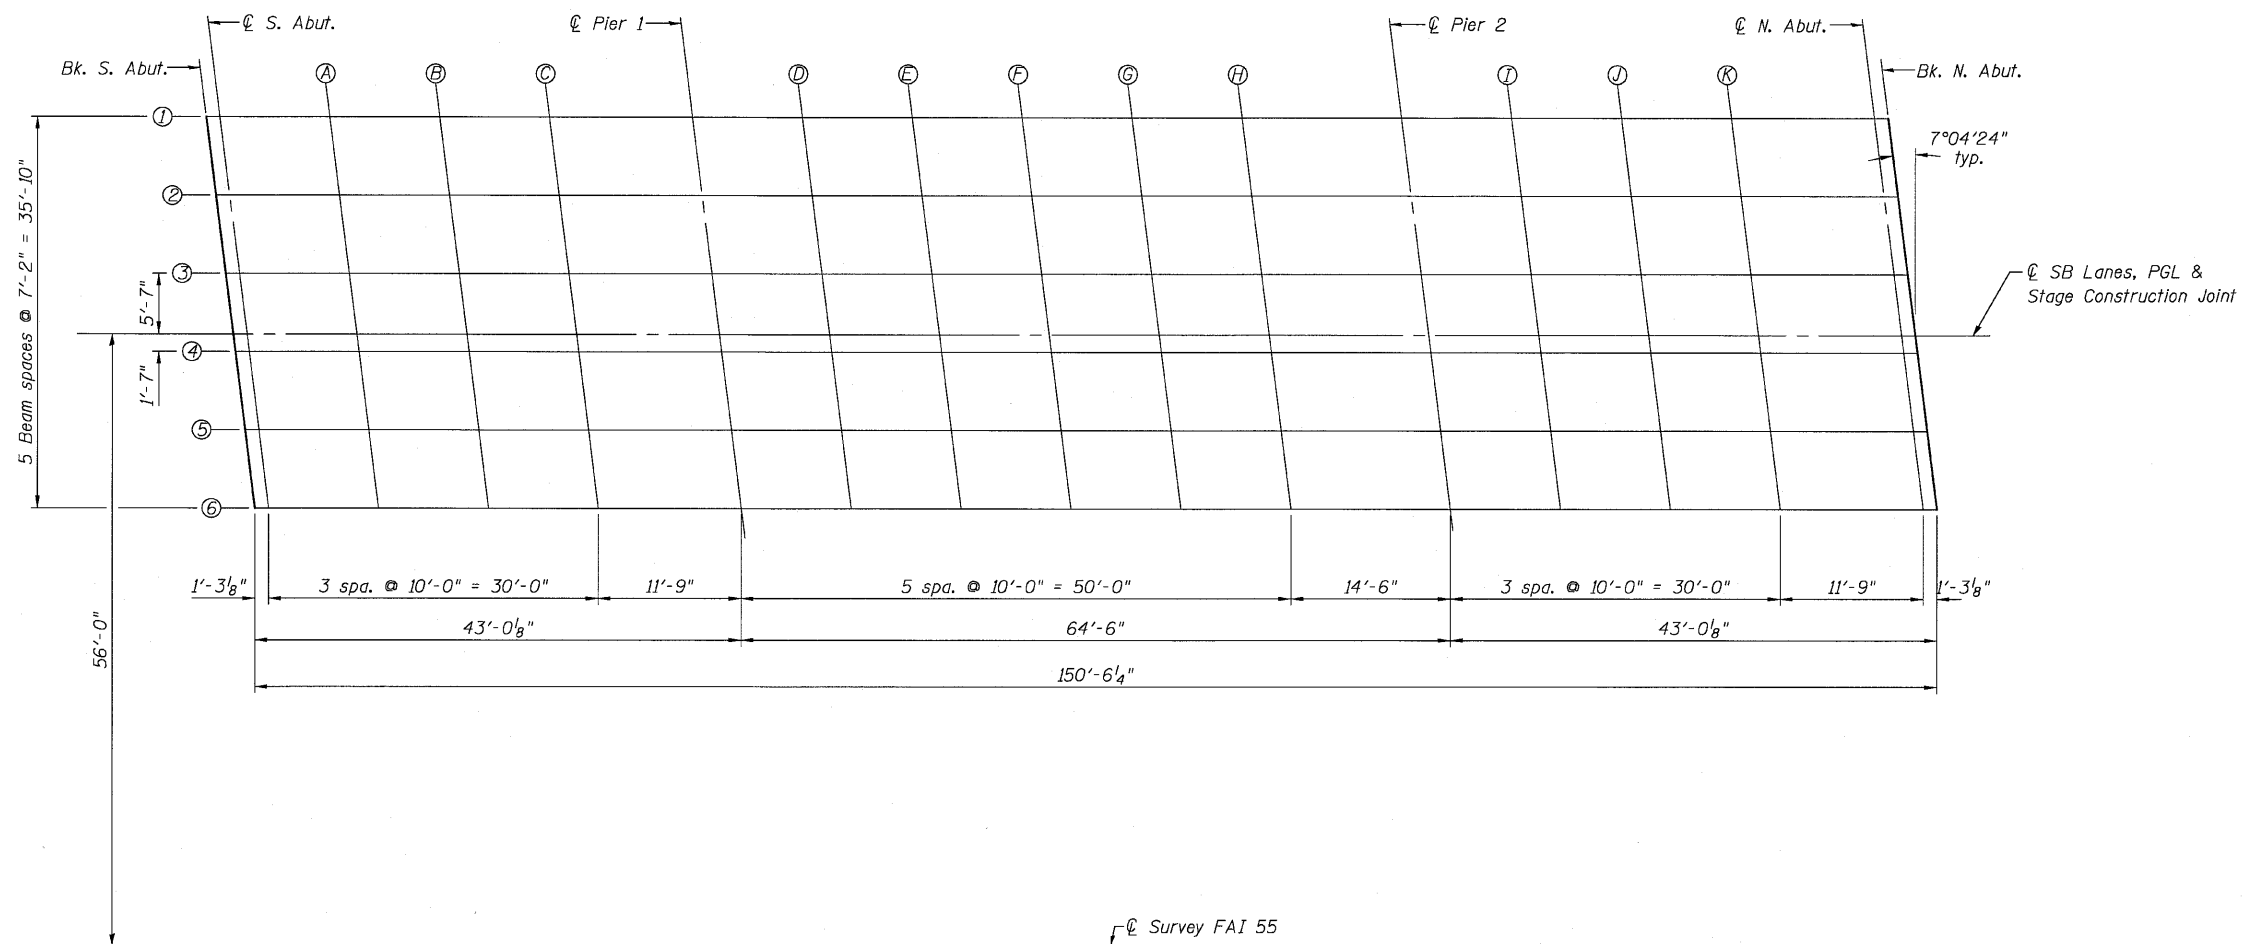 ℄ S. Abut.
℄ Pier 1
℄ Pier 2
℄ N. Abut.
Bk. S. Abut.
A
B
C
D
E
F
G
H
I
J
K
Bk. N. Abut.
1
2
3
4
5
6
7°04'24"
typ.
5 Beam spaces @ 7'-2" = 35'-10"
5'-7"
1'-7"
56'-0"
℄ SB Lanes, PGL &
Stage Construction Joint
1'-3⅛"
3 spa. @ 10'-0" = 30'-0"
11'-9"
5 spa. @ 10'-0" = 50'-0"
14'-6"
3 spa. @ 10'-0" = 30'-0"
11'-9"
1'-3⅛"
43'-0⅛"
64'-6"
43'-0⅛"
150'-6¼"
℄ Survey FAI 55